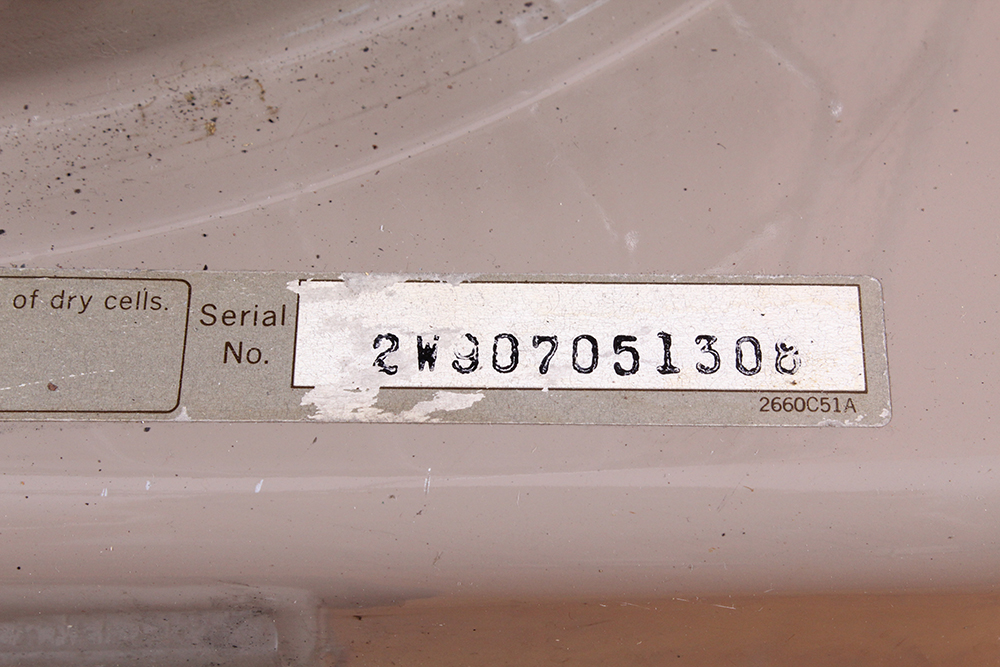 of dry cells.
Serial
No.
2W307051308
2660C51A